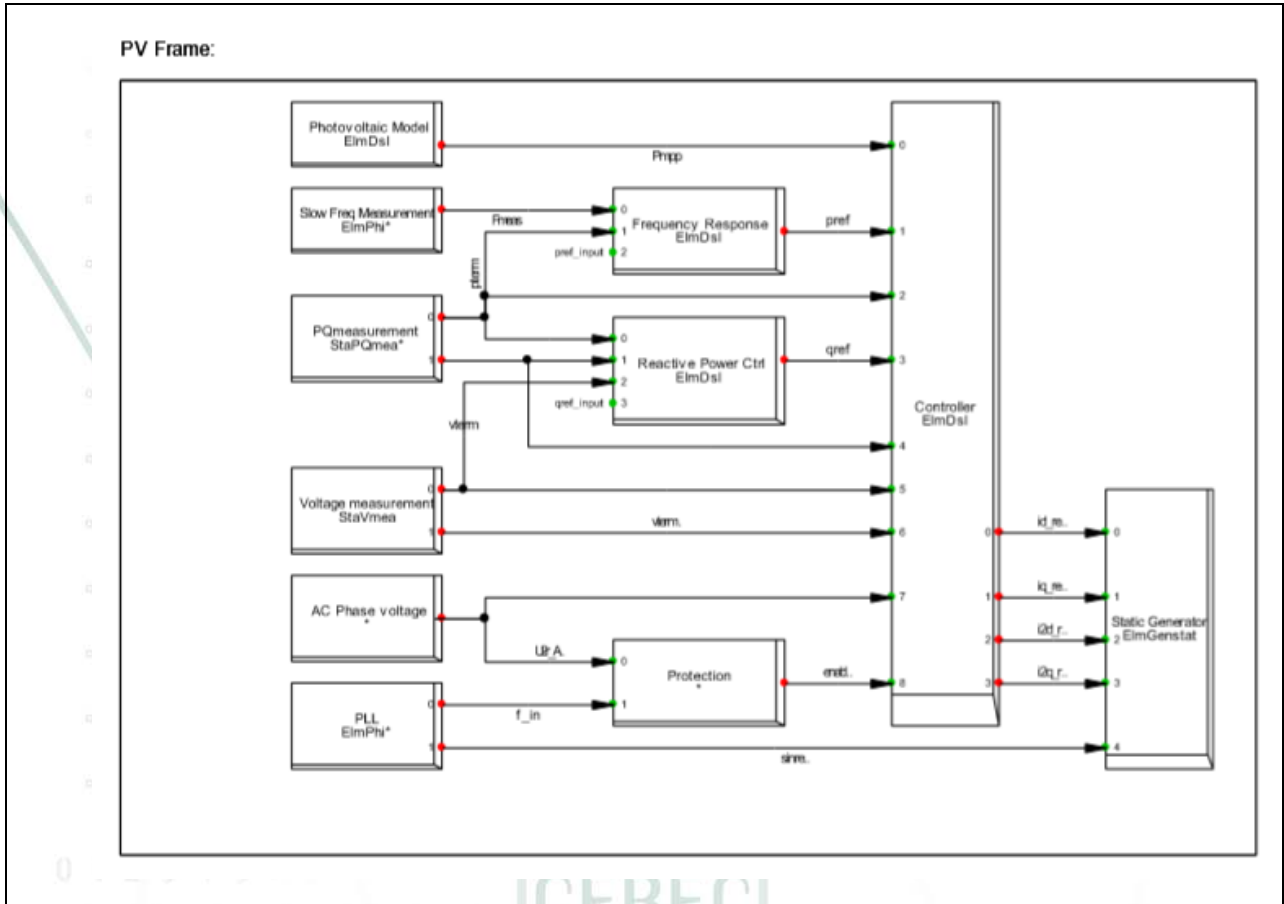 PV Frame:
Photovoltaic Model
ElmDsl
Pmpp
0
Slow Freq Measurement
ElmPhi*
Fmeas
0
1
pref_input 2
Frequency Response
ElmDsl
pref
1
pterm
2
PQmeasurement
StaPQmea*
0
1
0
1
2
qref_input 3
Reactive Power Ctrl
ElmDsl
qref
3
Controller
ElmDsl
vterm
4
Voltage measurement
StaVmea
0
1
5
vterm.
6
0
id_re..
0
AC Phase voltage
*
7
1
iq_re..
1
Static Generator
ElmGenstat
2
i2d_r..
2
0
Protection
*
8
3
i2q_r..
3
PLL
ElmPhi*
0
1
f_in
1
sinre..
4